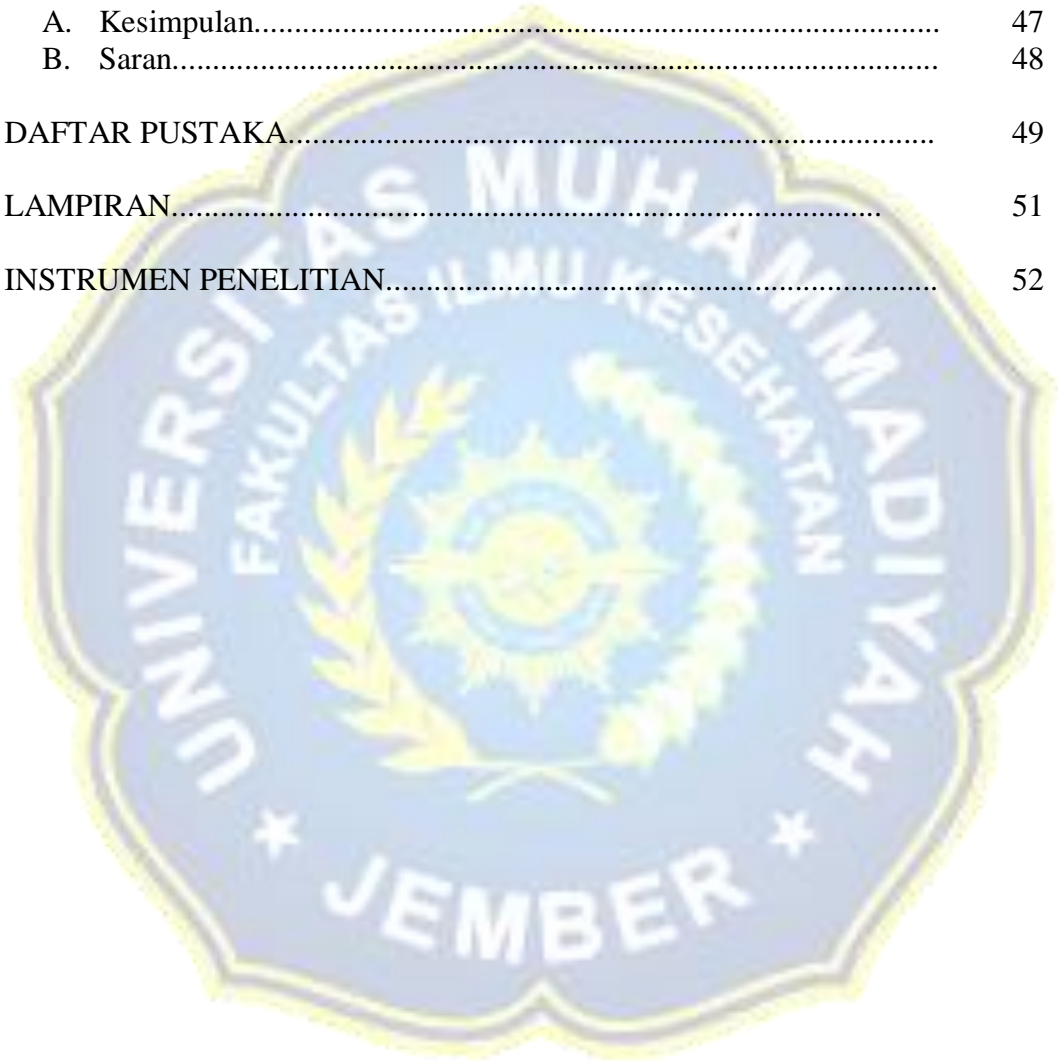 A. Kesimpulan.................................................................................... 47
B. Saran.............................................................................................. 48
DAFTAR PUSTAKA............................................................................... 49
LAMPIRAN...................................................................................... 51
INSTRUMEN PENELITIAN................................................................... 52
UNIVERSITAS MUHAMMADIYAH
FAKULTAS ILMU KESEHATAN
JEMBER